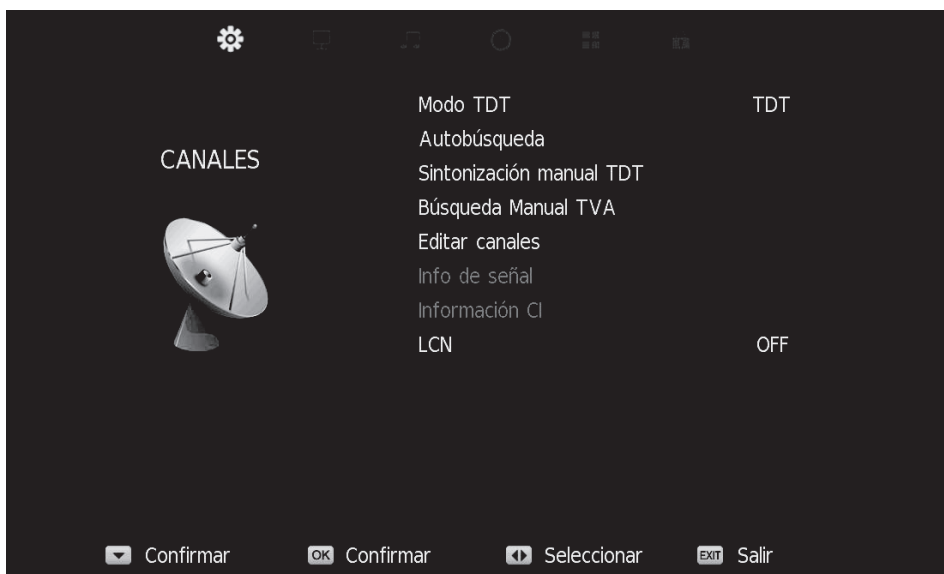 CANALES
Modo TDT TDT
Autobúsqueda
Sintonización manual TDT
Búsqueda Manual TVA
Editar canales
Info de señal
Información CI
LCN OFF
Confirmar OK Confirmar Seleccionar EXIT Salir